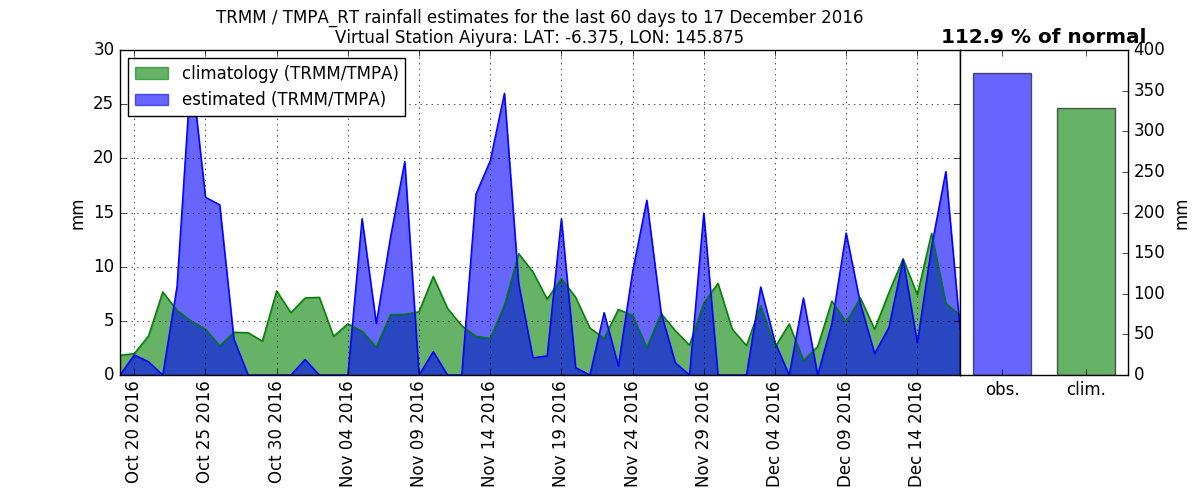 TRMM / TMPA_RT rainfall estimates for the last 60 days to 17 December 2016
Virtual Station Aiyura: LAT: -6.375, LON: 145.875
112.9 % of normal
climatology (TRMM/TMPA)
estimated (TRMM/TMPA)
mm
30
25
20
15
10
5
0
Oct 20 2016
Oct 25 2016
Oct 30 2016
Nov 04 2016
Nov 09 2016
Nov 14 2016
Nov 19 2016
Nov 24 2016
Nov 29 2016
Dec 04 2016
Dec 09 2016
Dec 14 2016
obs.
clim.
400
350
300
250
200
150
100
50
0
mm